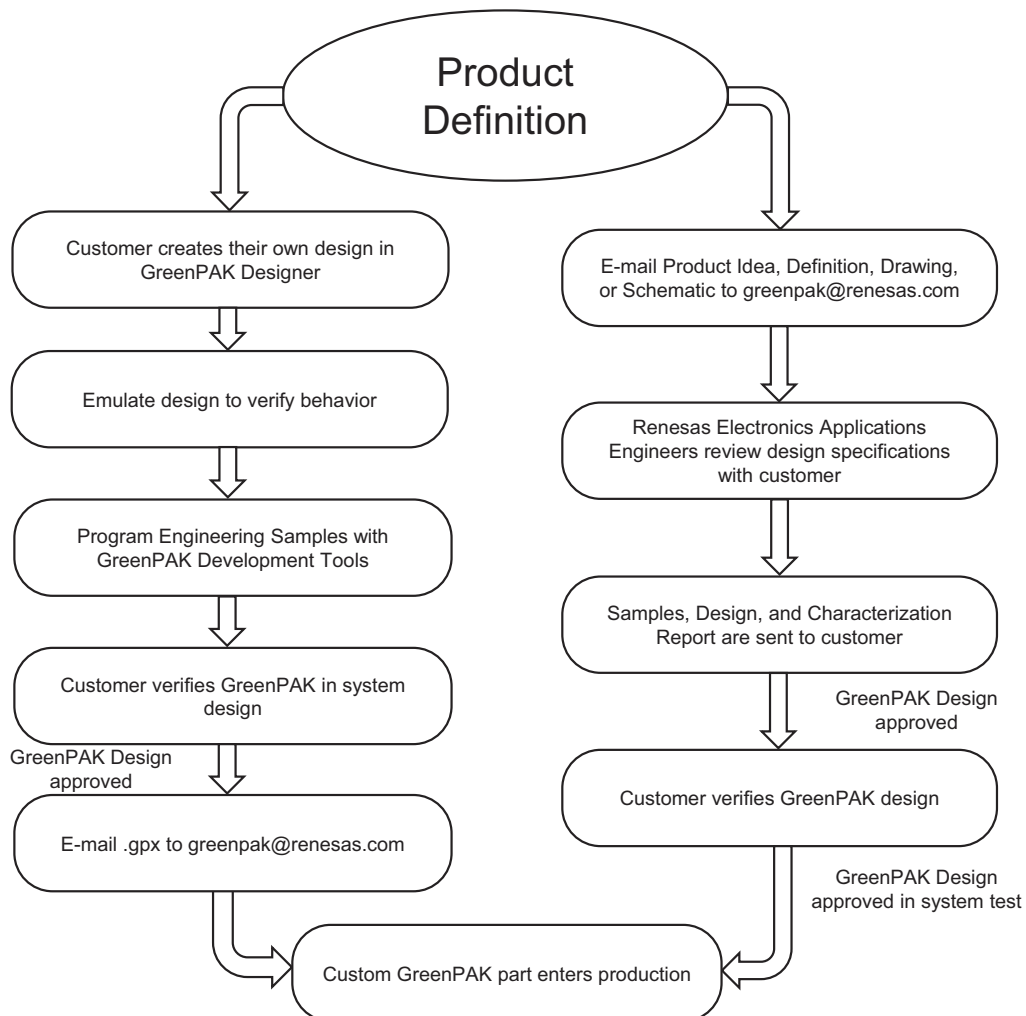 Product
Definition
Customer creates their own design in
GreenPAK Designer
Emulate design to verify behavior
Program Engineering Samples with
GreenPAK Development Tools
Customer verifies GreenPAK in system
design
GreenPAK Design
approved
E-mail .gpx to greenpak@renesas.com
E-mail Product Idea, Definition, Drawing,
or Schematic to greenpak@renesas.com
Renesas Electronics Applications
Engineers review design specifications
with customer
Samples, Design, and Characterization
Report are sent to customer
GreenPAK Design
approved
Customer verifies GreenPAK design
GreenPAK Design
approved in system test
Custom GreenPAK part enters production